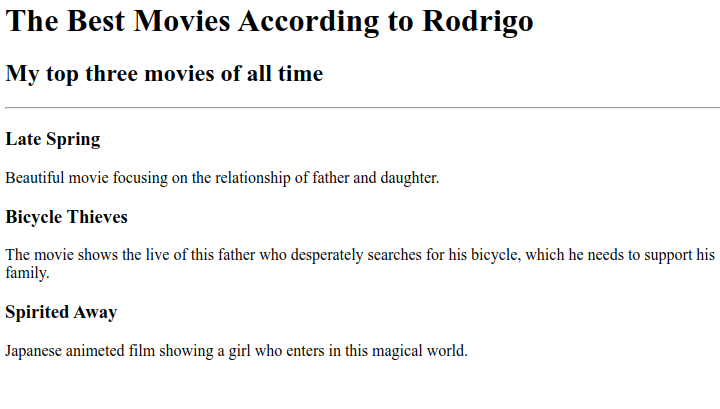 The Best Movies According to Rodrigo
My top three movies of all time
Late Spring
Beautiful movie focusing on the relationship of father and daughter.
Bicycle Thieves
The movie shows the live of this father who desperately searches for his bicycle, which he needs to support his
family.
Spirited Away
Japanese animeted film showing a girl who enters in this magical world.